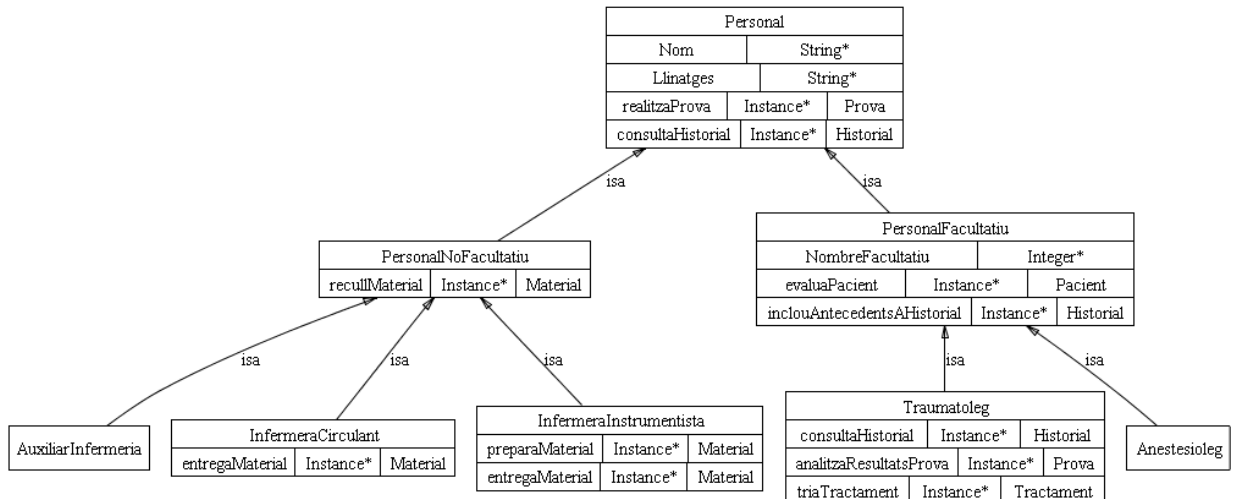 Personal
Nom String*
Llinatges String*
realitzaProva Instance* Prova
consultaHistorial Instance* Historial
isa isa
PersonalNoFacultatiu
recullMaterial Instance* Material
PersonalFacultatiu
NombreFacultatiu Integer*
evaluaPacient Instance* Pacient
inclouAntecedentsAHistorial Instance* Historial
isa isa isa isa isa
AuxiliarInfermeria
InfermeraCirculant
entregaMaterial Instance* Material
InfermeraInstrumentista
preparaMaterial Instance* Material
entregaMaterial Instance* Material
Traumatoleg
consultaHistorial Instance* Historial
analitzaResultatsProva Instance* Prova
triaTractament Instance* Tractament
Anestesioleg